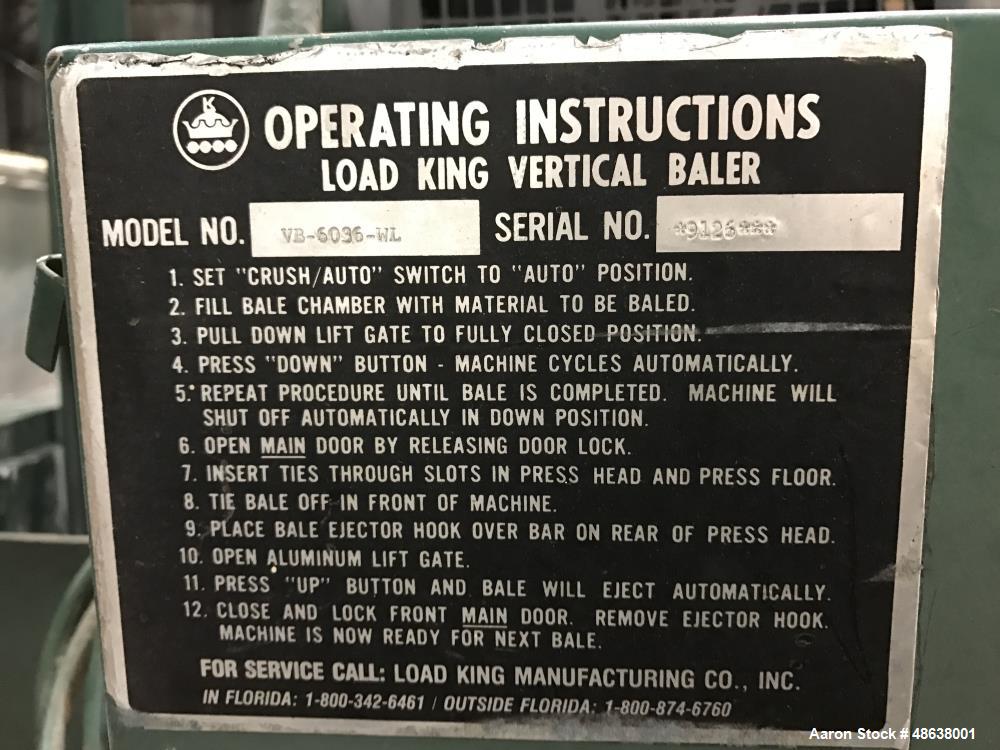 K
OPERATING INSTRUCTIONS
LOAD KING VERTICAL BALER
MODEL NO. VB-6036-WL SERIAL NO. *9126***
1. SET "CRUSH/AUTO" SWITCH TO "AUTO" POSITION.
2. FILL BALE CHAMBER WITH MATERIAL TO BE BALED.
3. PULL DOWN LIFT GATE TO FULLY CLOSED POSITION.
4. PRESS "DOWN" BUTTON - MACHINE CYCLES AUTOMATICALLY.
5. REPEAT PROCEDURE UNTIL BALE IS COMPLETED. MACHINE WILL
SHUT OFF AUTOMATICALLY IN DOWN POSITION.
6. OPEN MAIN DOOR BY RELEASING DOOR LOCK.
7. INSERT TIES THROUGH SLOTS IN PRESS HEAD AND PRESS FLOOR.
8. TIE BALE OFF IN FRONT OF MACHINE.
9. PLACE BALE EJECTOR HOOK OVER BAR ON REAR OF PRESS HEAD.
10. OPEN ALUMINUM LIFT GATE.
11. PRESS "UP" BUTTON AND BALE WILL EJECT AUTOMATICALLY.
12. CLOSE AND LOCK FRONT MAIN DOOR. REMOVE EJECTOR HOOK.
MACHINE IS NOW READY FOR NEXT BALE.
FOR SERVICE CALL: LOAD KING MANUFACTURING CO., INC.
IN FLORIDA: 1-800-342-6461 / OUTSIDE FLORIDA: 1-800-874-6760
Aaron Stock # 48638001